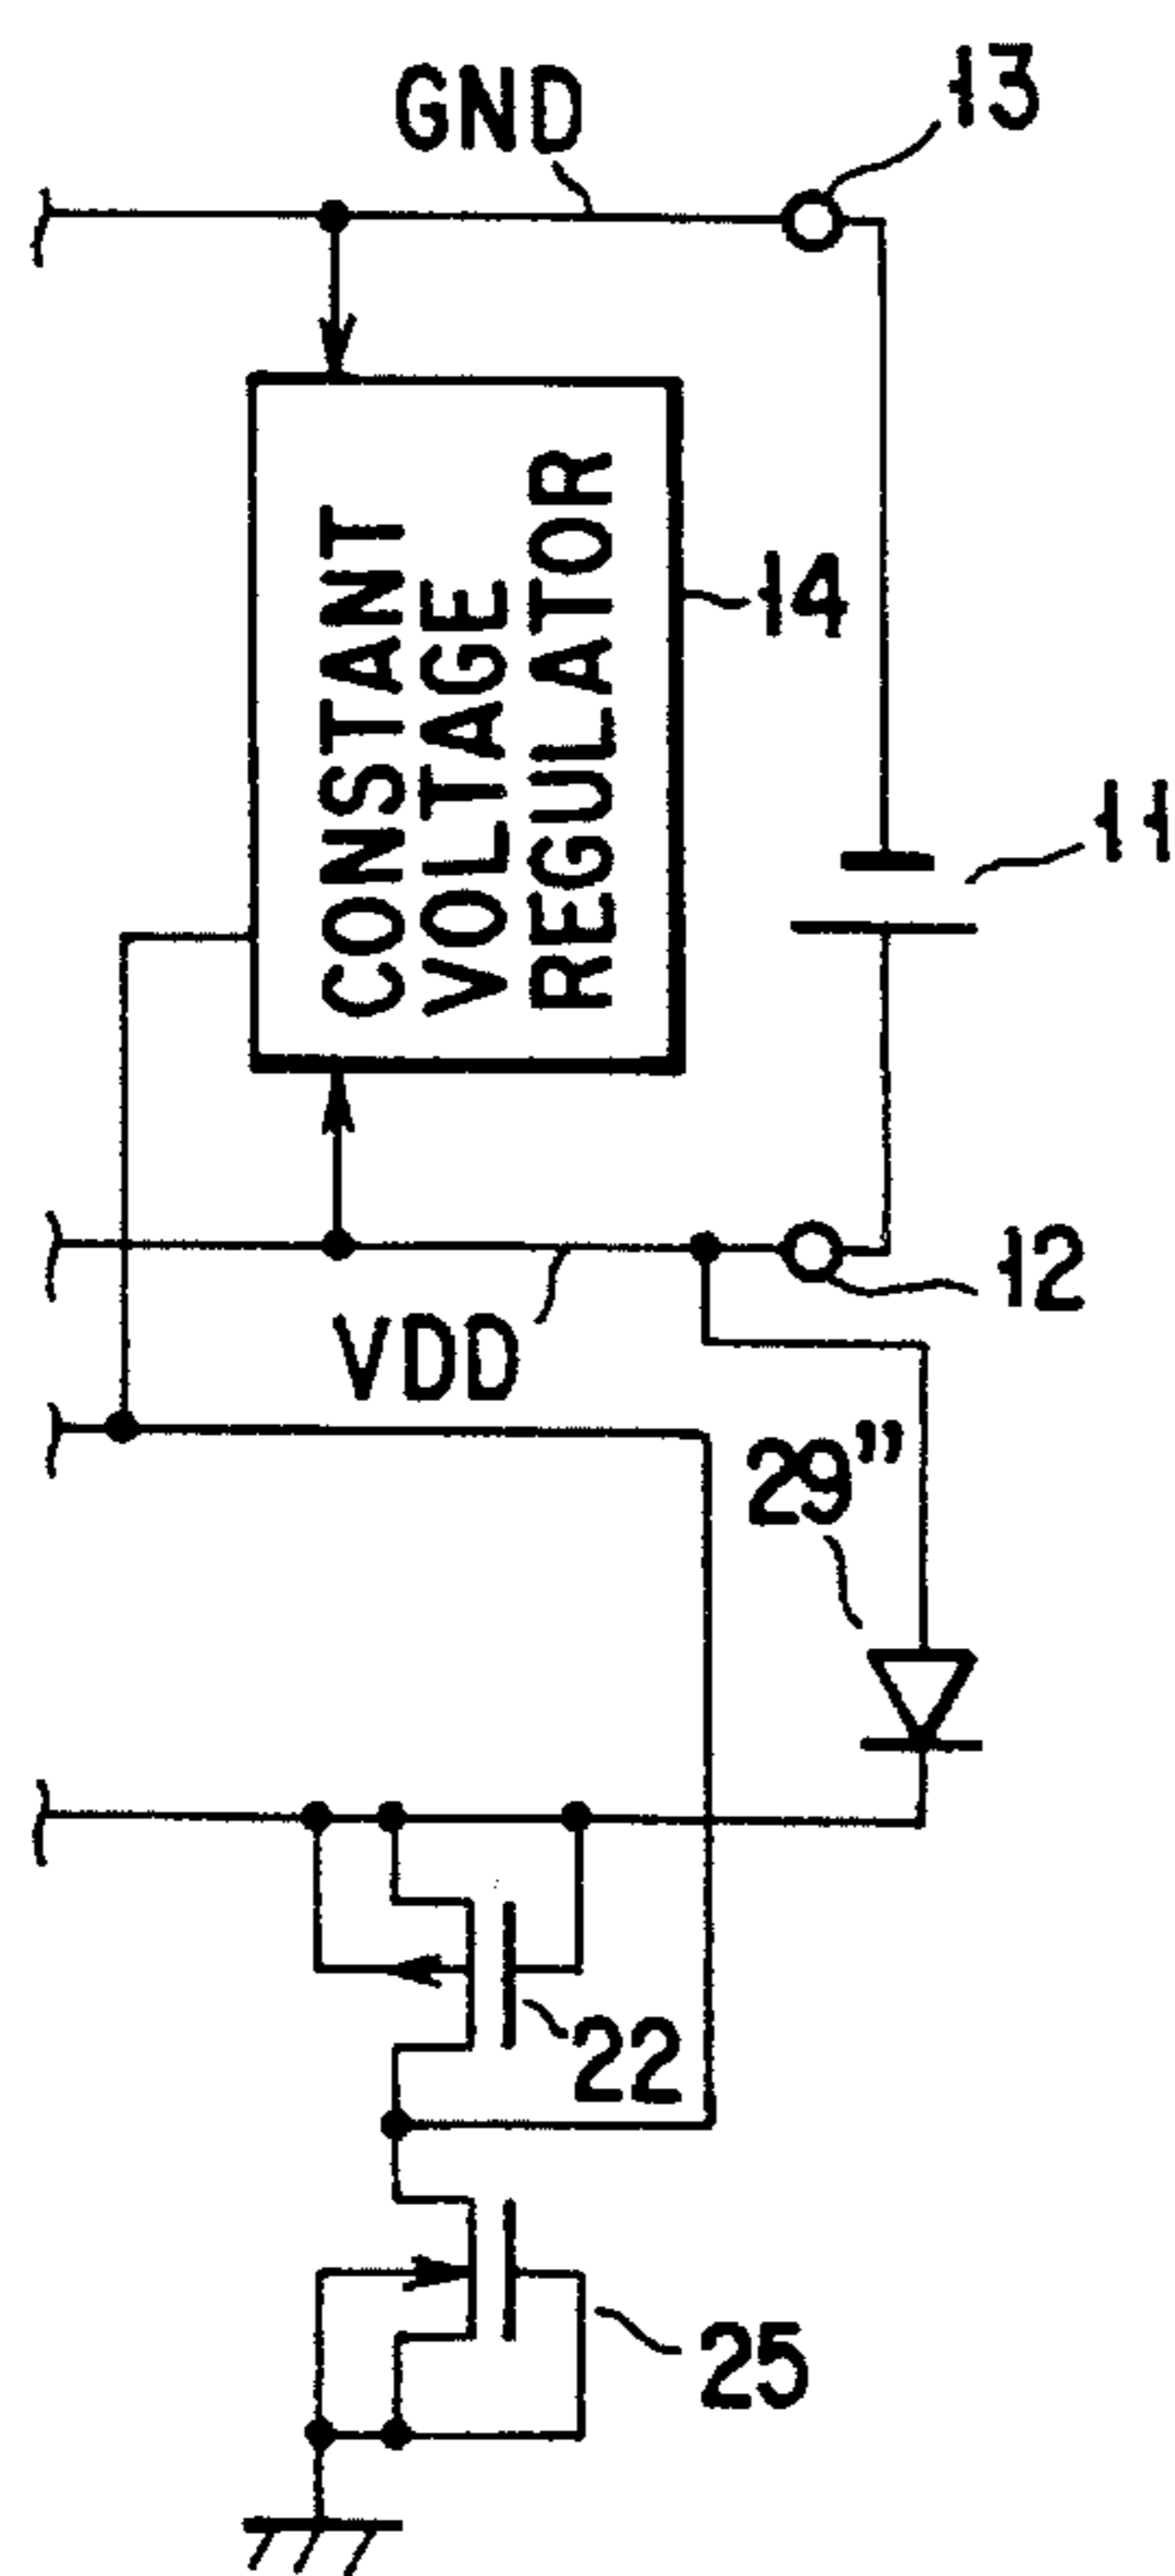 GND
13
CONSTANT
VOLTAGE
REGULATOR
14
11
12
VDD
29”
22
25